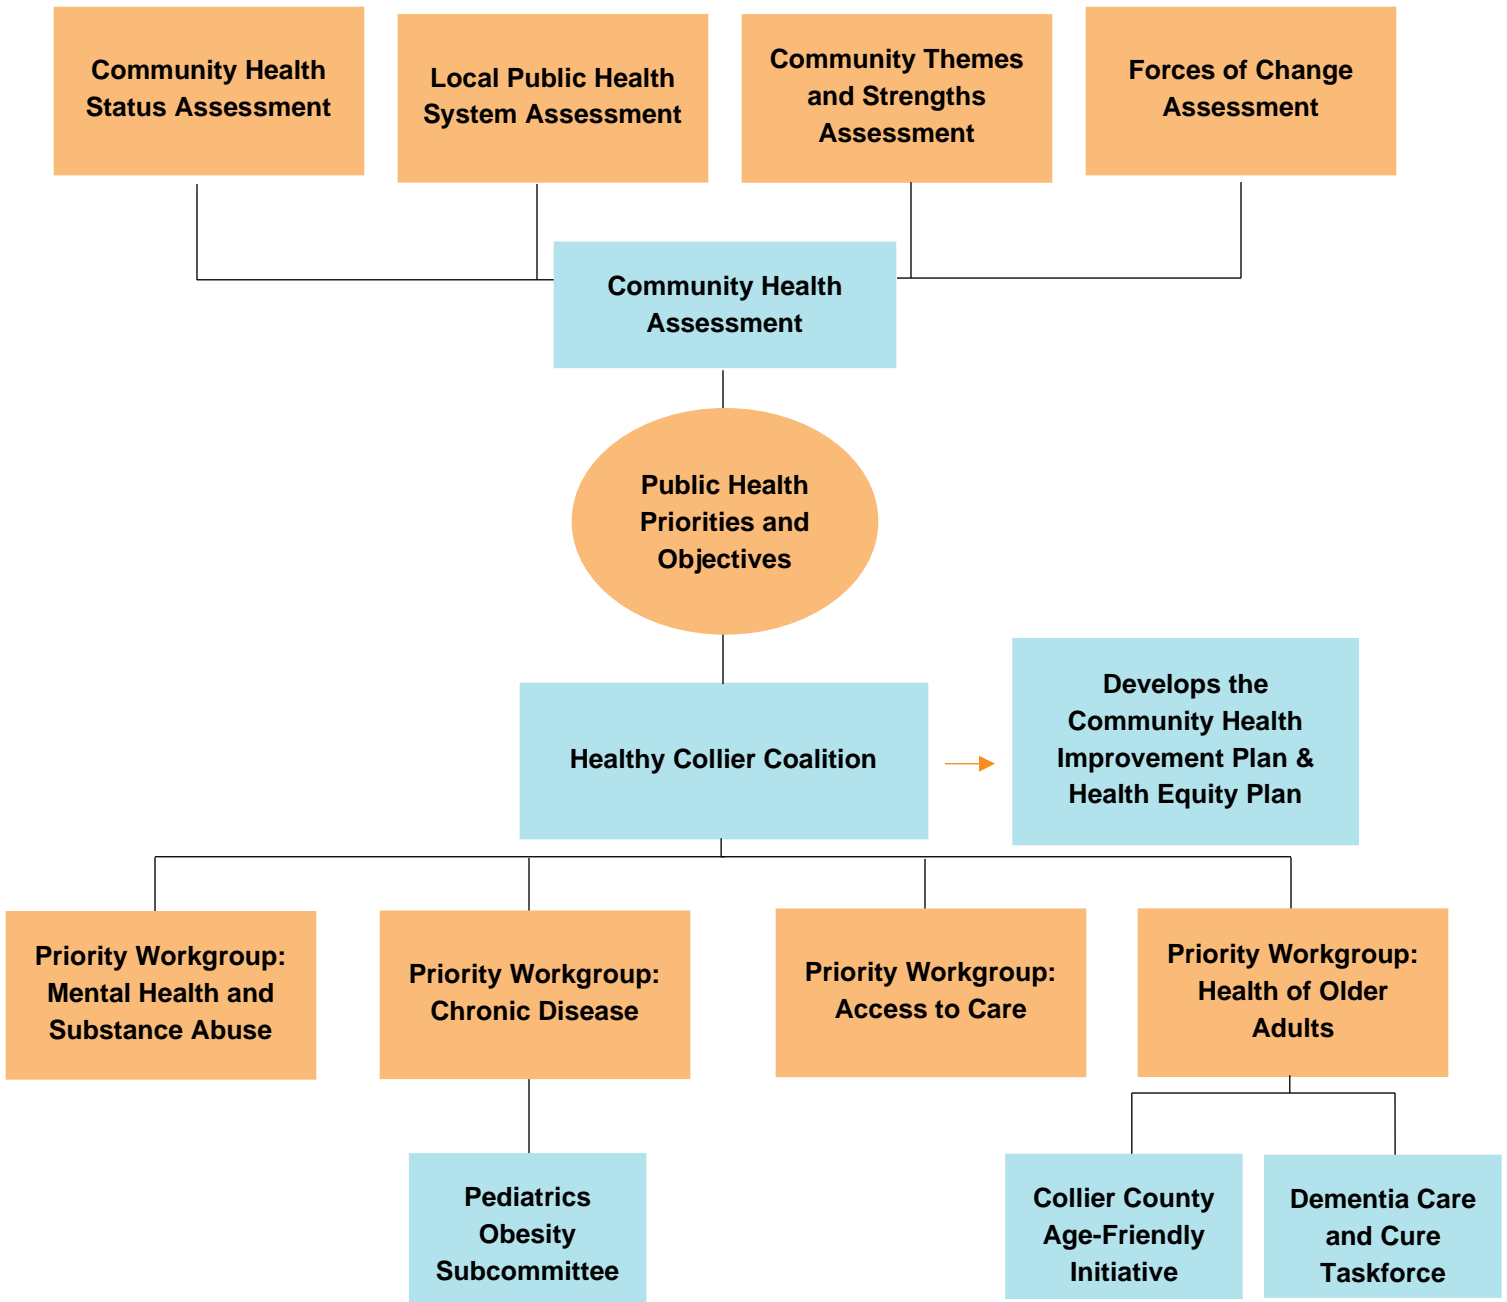 Community Health
Status Assessment
Local Public Health
System Assessment
Community Themes
and Strengths
Assessment
Forces of Change
Assessment
Community Health
Assessment
Public Health
Priorities and
Objectives
Healthy Collier Coalition
Develops the
Community Health
Improvement Plan &
Health Equity Plan
Priority Workgroup:
Mental Health and
Substance Abuse
Priority Workgroup:
Chronic Disease
Priority Workgroup:
Access to Care
Priority Workgroup:
Health of Older
Adults
Pediatrics
Obesity
Subcommittee
Collier County
Age-Friendly
Initiative
Dementia Care
and Cure
Taskforce